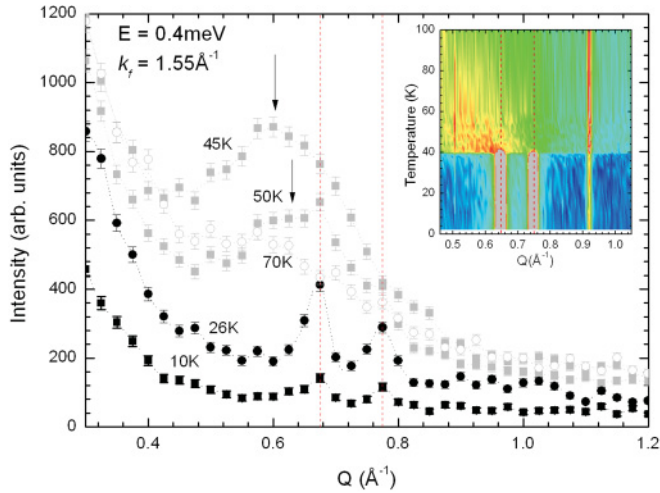 E = 0.4meV
k_f = 1.55Å⁻¹
1200
1000
800
600
400
200
0
Intensity (arb. units)
45K
50K
70K
26K
10K
0.4
0.6
0.8
1.0
1.2
Q (Å⁻¹)
100
80
60
40
20
0
Temperature (K)
0.5
0.6
0.7
0.8
0.9
1.0
Q(Å⁻¹)